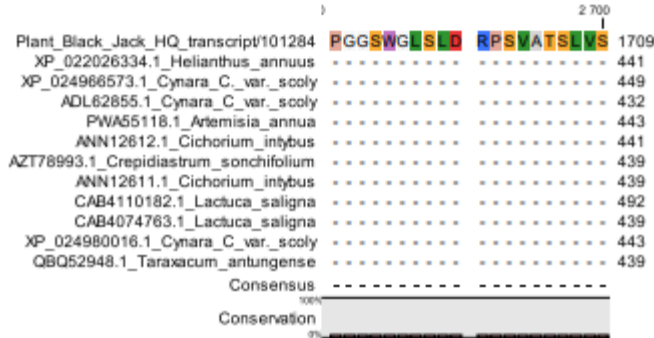 2 700
Plant_Black_Jack_HQ_transcript/101284 PGGSWGLSLD RPSVATSLVS 1709
XP_022026334.1_Helianthus_annuus - - - - - - - - - - - - - - - - - - - - 441
XP_024966573.1_Cynara_C._var._scoly - - - - - - - - - - - - - - - - - - - - 449
ADL62855.1_Cynara_C_var._scoly - - - - - - - - - - - - - - - - - - - - 432
PWA55118.1_Artemisia_annua - - - - - - - - - - - - - - - - - - - - 443
ANN12612.1_Cichorium_intybus - - - - - - - - - - - - - - - - - - - - 441
AZT78993.1_Crepidiastrum_sonchifolium - - - - - - - - - - - - - - - - - - - - 439
ANN12611.1_Cichorium_intybus - - - - - - - - - - - - - - - - - - - - 439
CAB4110182.1_Lactuca_saligna - - - - - - - - - - - - - - - - - - - - 492
CAB4074763.1_Lactuca_saligna - - - - - - - - - - - - - - - - - - - - 439
XP_024980016.1_Cynara_C_var._scoly - - - - - - - - - - - - - - - - - - - - 443
QBQ52948.1_Taraxacum_antungense - - - - - - - - - - - - - - - - - - - - 439
Consensus - - - - - - - - - - - - - - - - - - - -
100%
Conservation
0%